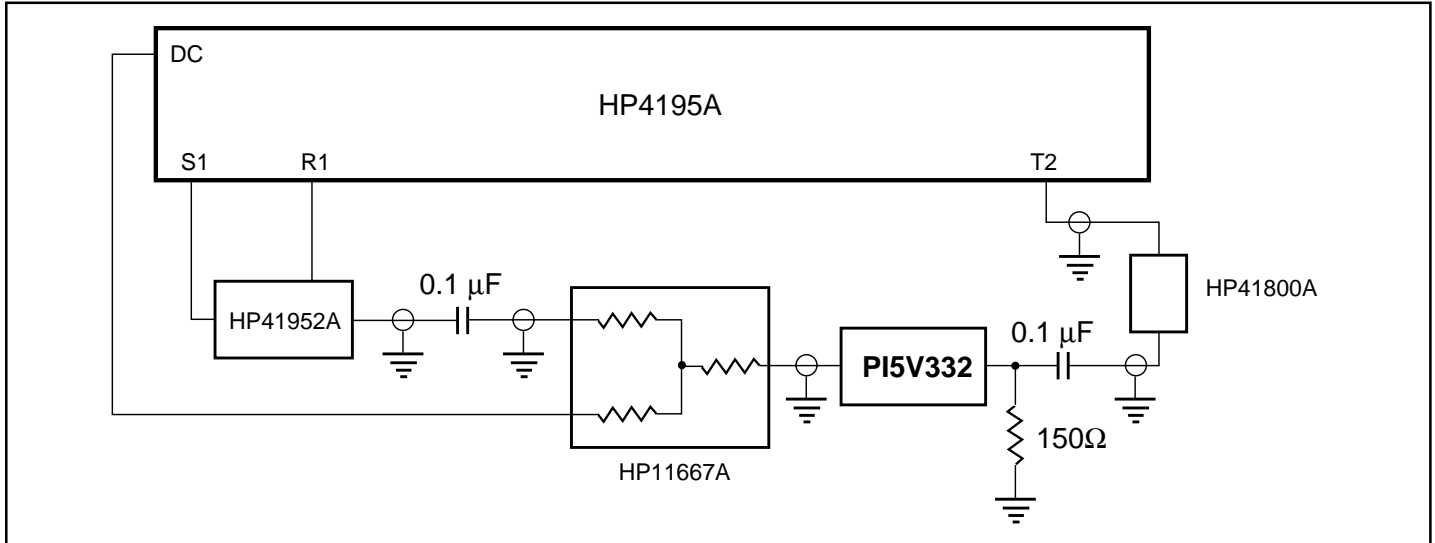 DC
HP4195A
S1
R1
T2
0.1 μF
HP41800A
HP41952A
0.1 μF
PI5V332
150Ω
HP11667A